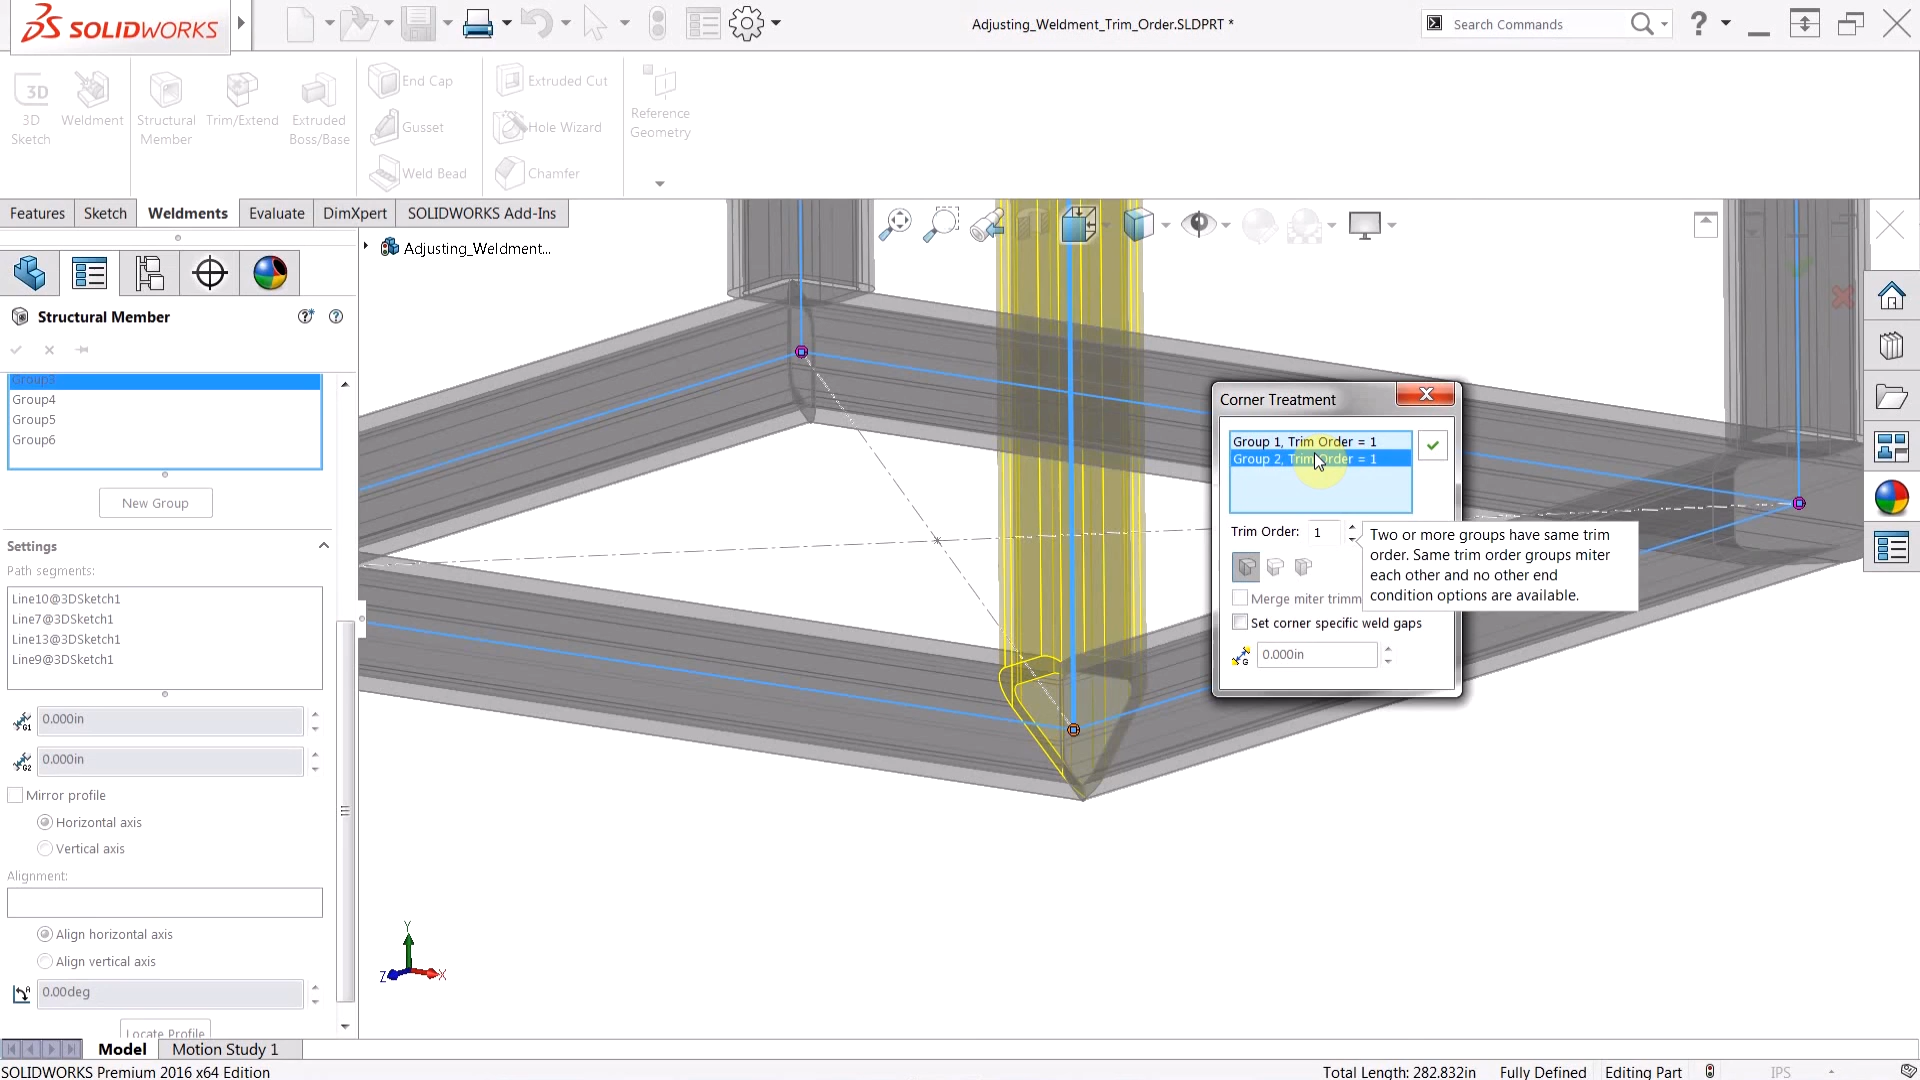 SOLIDWORKS
Adjusting_Weldment_Trim_Order.SLDPRT *
Search Commands
3D
Sketch
Weldment
Structural
Member
Trim/Extend
Extruded
Boss/Base
End Cap
Gusset
Weld Bead
Extruded Cut
Hole Wizard
Chamfer
Reference
Geometry
Features
Sketch
Weldments
Evaluate
DimXpert
SOLIDWORKS Add-Ins
Adjusting_Weldment...
Structural Member
Group3
Group4
Group5
Group6
New Group
Settings
Path segments:
Line10@3DSketch1
Line7@3DSketch1
Line13@3DSketch1
Line9@3DSketch1
G1
0.000in
G2
0.000in
Mirror profile
Horizontal axis
Vertical axis
Alignment:
Align horizontal axis
Align vertical axis
0.00deg
Locate Profile
Corner Treatment
Group 1, Trim Order = 1
Group 2, Trim Order = 1
Trim Order: 1
Two or more groups have same trim
order. Same trim order groups miter
each other and no other end
condition options are available.
Merge miter trimm
Set corner specific weld gaps
G
0.000in
Y
Z
X
Model
Motion Study 1
SOLIDWORKS Premium 2016 x64 Edition
Total Length: 282.832in
Fully Defined
Editing Part
IPS